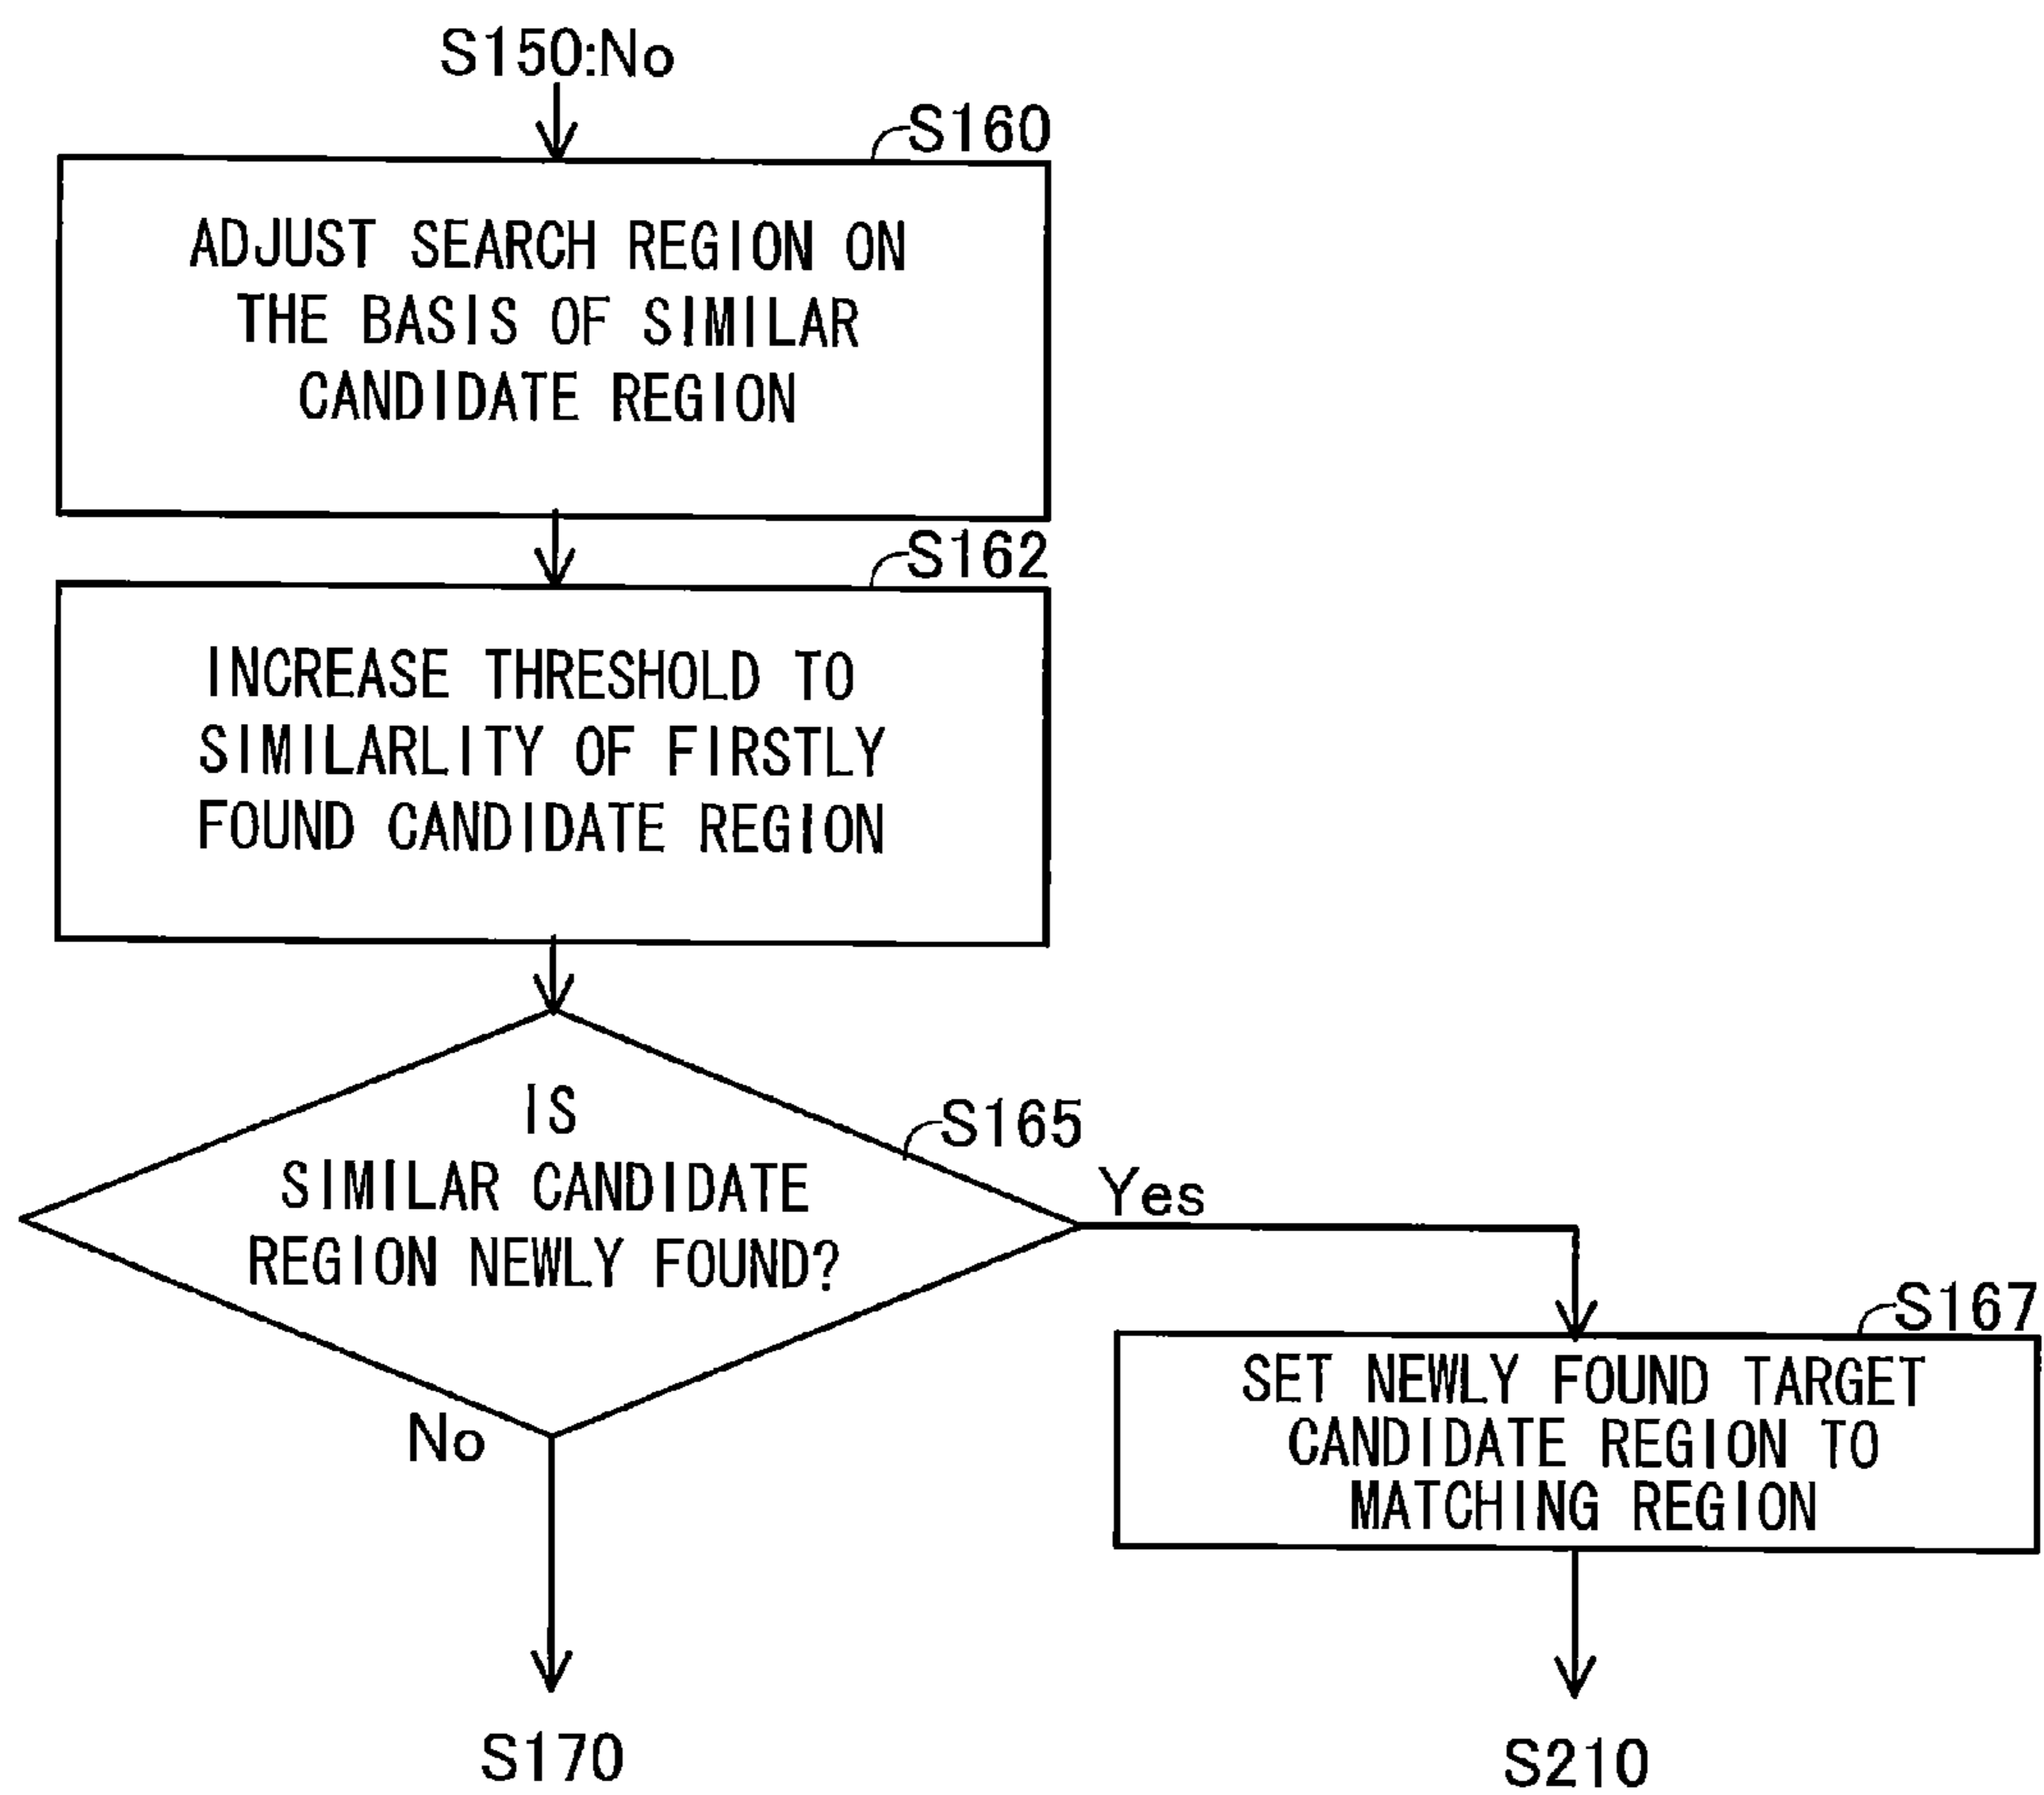 S150:No
S160
ADJUST SEARCH REGION ON
THE BASIS OF SIMILAR
CANDIDATE REGION
S162
INCREASE THRESHOLD TO
SIMILARLITY OF FIRSTLY
FOUND CANDIDATE REGION
IS
SIMILAR CANDIDATE
REGION NEWLY FOUND?
S165
Yes
No
S167
SET NEWLY FOUND TARGET
CANDIDATE REGION TO
MATCHING REGION
S170
S210